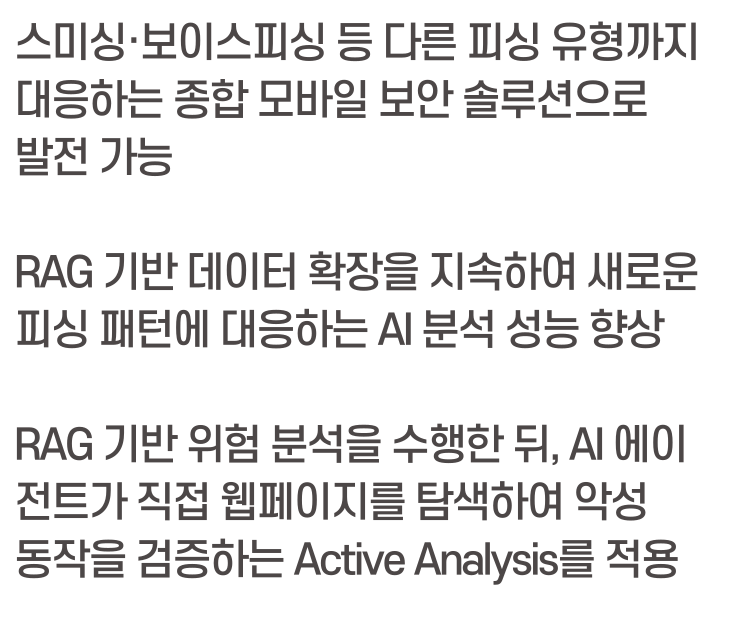 스미싱·보이스피싱 등 다른 피싱 유형까지
대응하는 종합 모바일 보안 솔루션으로
발전 가능
RAG 기반 데이터 확장을 지속하여 새로운
피싱 패턴에 대응하는 AI 분석 성능 향상
RAG 기반 위험 분석을 수행한 뒤, AI 에이
전트가 직접 웹페이지를 탐색하여 악성
동작을 검증하는 Active Analysis를 적용